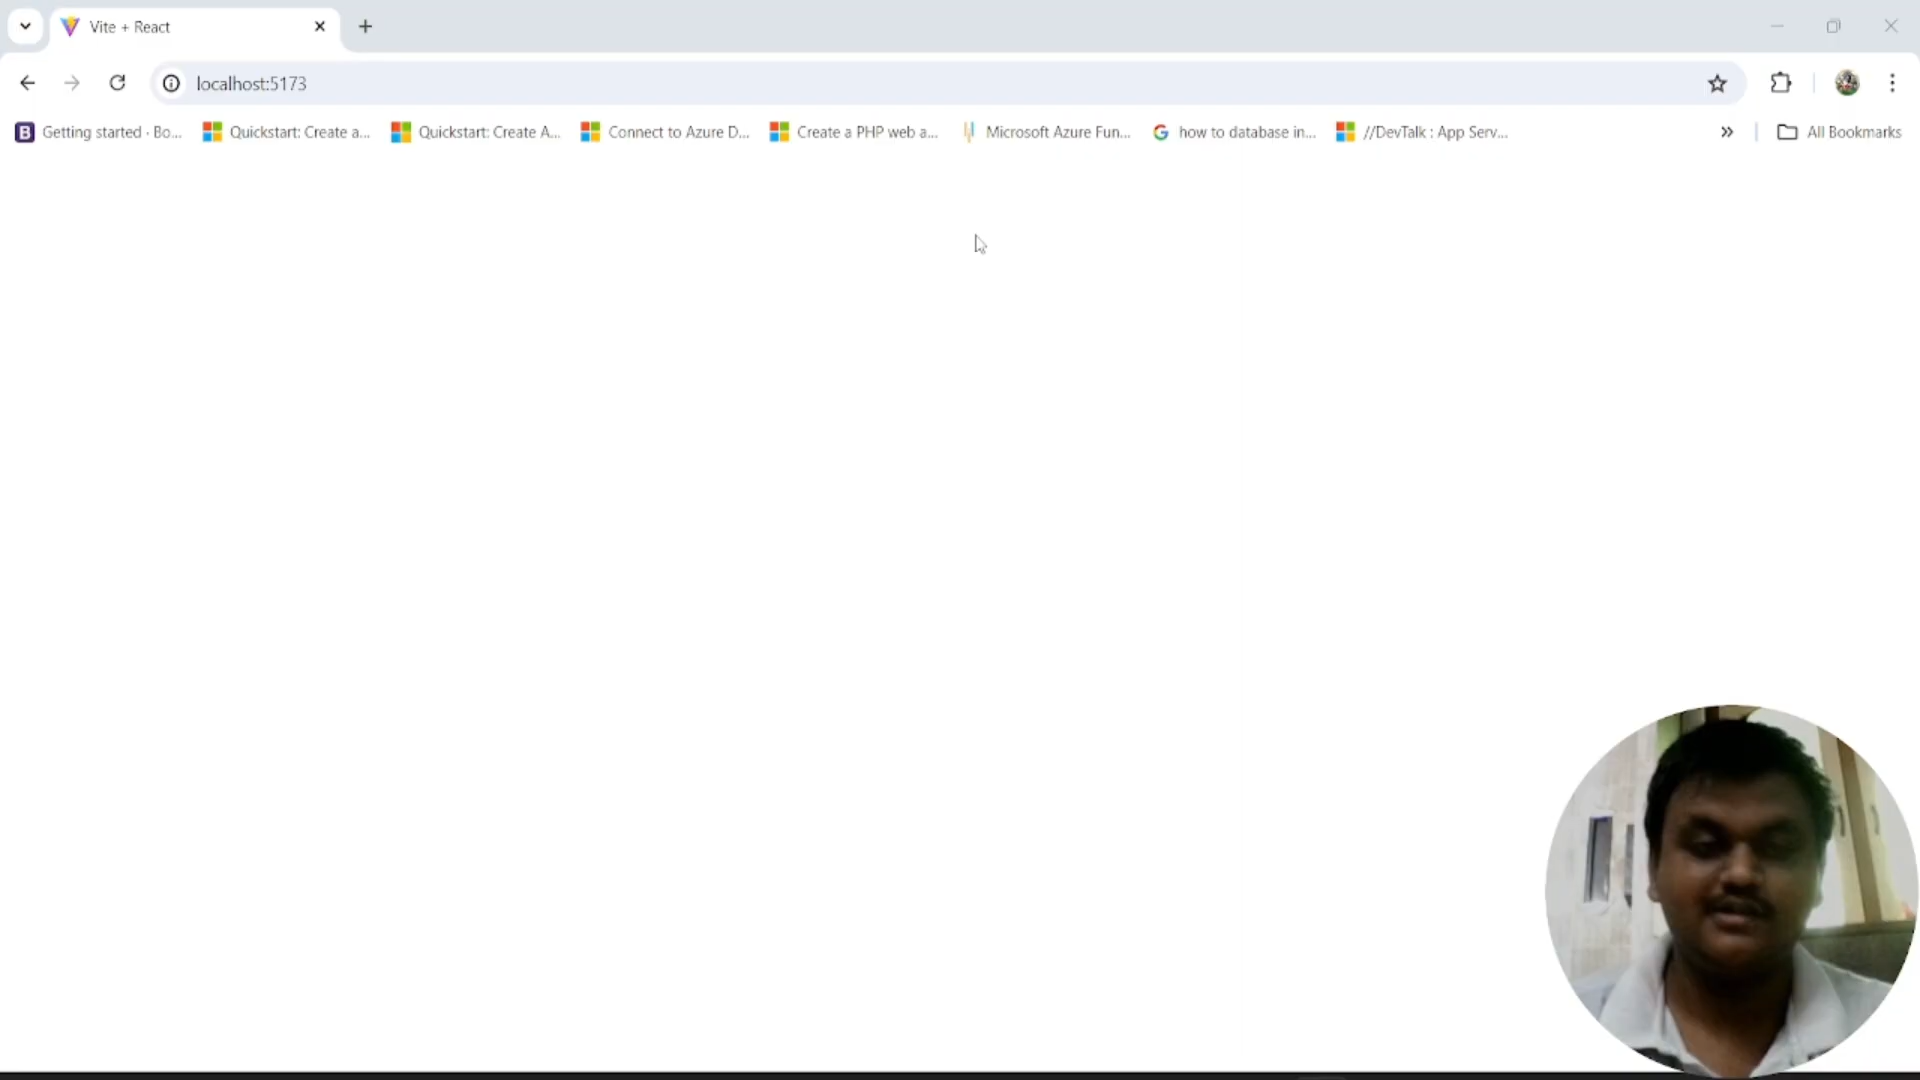 Vite + React
localhost:5173
B Getting started · Bo... Quickstart: Create a... Quickstart: Create A... Connect to Azure D... Create a PHP web a... Microsoft Azure Fun... how to database in... //DevTalk : App Serv... All Bookmarks